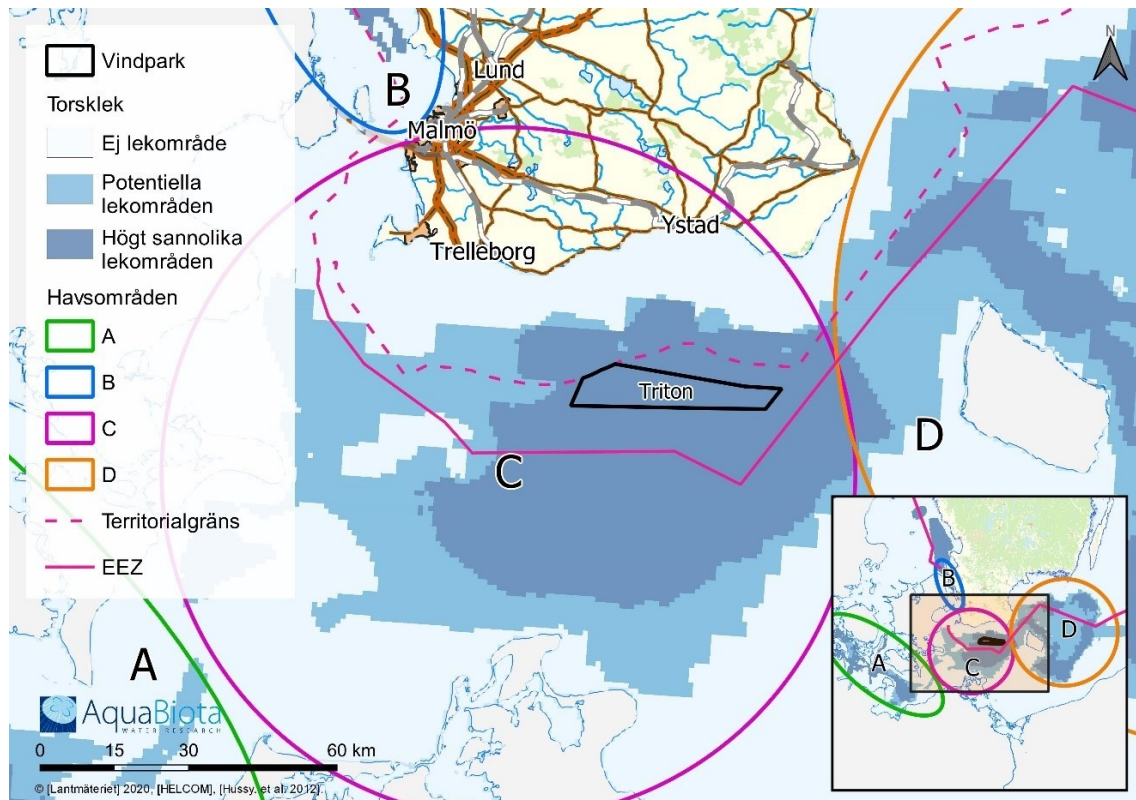 Vindpark
Torsklek
Ej lekområde
Potentiella
lekområden
Högt sannolika
lekområden
Havsområden
A
B
C
D
Territorialgräns
EEZ
N
Lund
B
Malmö
Ystad
Trelleborg
Triton
D
C
A
AquaBiota
WATER RESEARCH
0 15 30 60 km
© [Lantmäteriet] 2020, [HELCOM], [Hussy. et al. 2012].
B
D
A
C